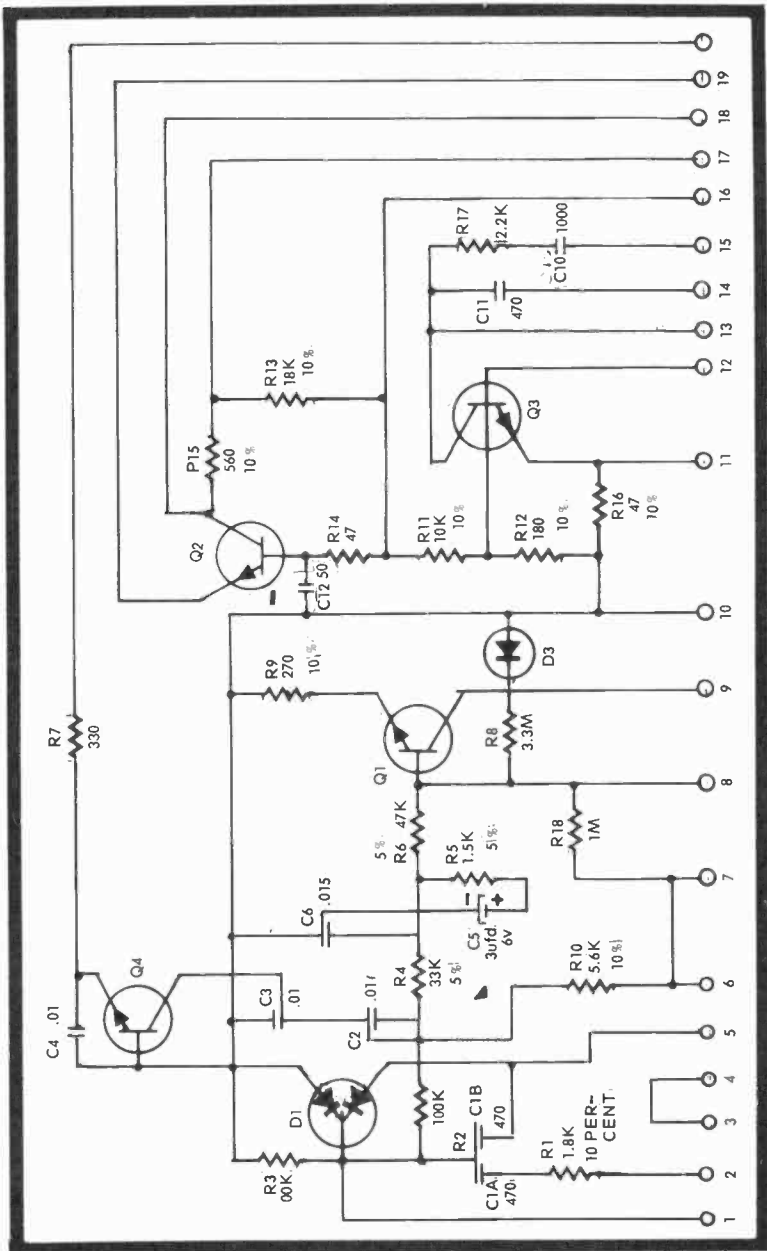 R7
330
C4
.01
Q4
C3
.01
C2
R3
00K
D1
100K
R2
C1A
470
C1B
470
R1
1.8K
10 PER-
CENT
C6
.015
R4
33K
5%
C5
3ufd.
6v
-
+
R5
1.5K
5%
R6
47K
5%
R10
5.6K
10%
R18
1M
Q1
R9
270
10%
R8
3.3M
D3
Q2
-
C12 50
R14
47
P15
560
10%
R13
18K
10%
R11
10K
10%
R12
180
10%
R16
47
10%
Q3
C11
470
R17
2.2K
C10
1000
1
2
3
4
5
6
7
8
9
10
11
12
13
14
15
16
17
18
19